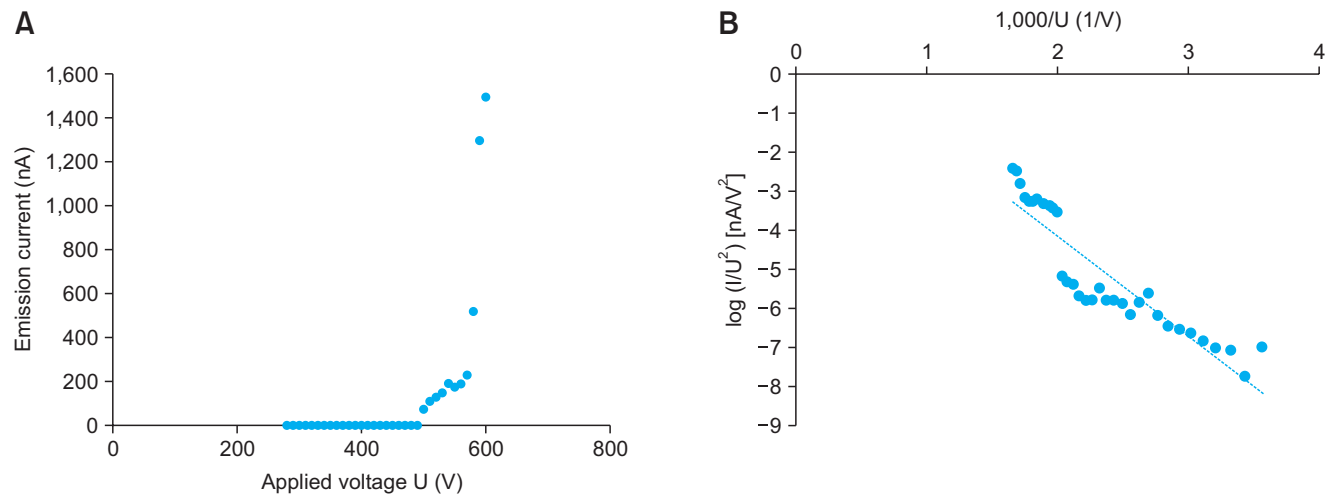 A
Emission current (nA)
1,600
1,400
1,200
1,000
800
600
400
200
0
0 200 400 600 800
Applied voltage U (V)
B
1,000/U (1/V)
0 1 2 3 4
log (I/U²) [nA/V²]
0
−1
−2
−3
−4
−5
−6
−7
−8
−9